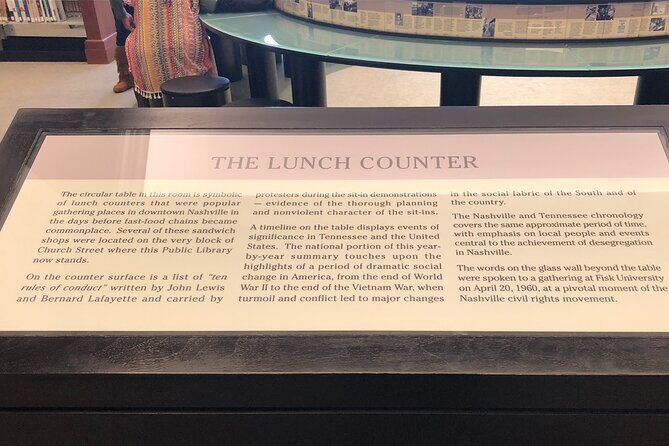 THE LUNCH COUNTER
The circular table in this room is symbolic
of lunch counters that were popular
gathering places in downtown Nashville in
the days before fast-food chains became
commonplace. Several of these sandwich
shops were located on the very block of
Church Street where this Public Library
now stands.
On the counter surface is a list of "ten
rules of conduct" written by John Lewis
and Bernard Lafayette and carried by
protesters during the sit-in demonstrations
— evidence of the thorough planning
and nonviolent character of the sit-ins.
A timeline on the table displays events of
significance in Tennessee and the United
States. The national portion of this year-
by-year summary touches upon the
highlights of a period of dramatic social
change in America, from the end of World
War II to the end of the Vietnam War, when
turmoil and conflict led to major changes
in the social fabric of the South and of
the country.
The Nashville and Tennessee chronology
covers the same approximate period of time,
with emphasis on local people and events
central to the achievement of desegregation
in Nashville.
The words on the glass wall beyond the table
were spoken to a gathering at Fisk University
on April 20, 1960, at a pivotal moment of the
Nashville civil rights movement.